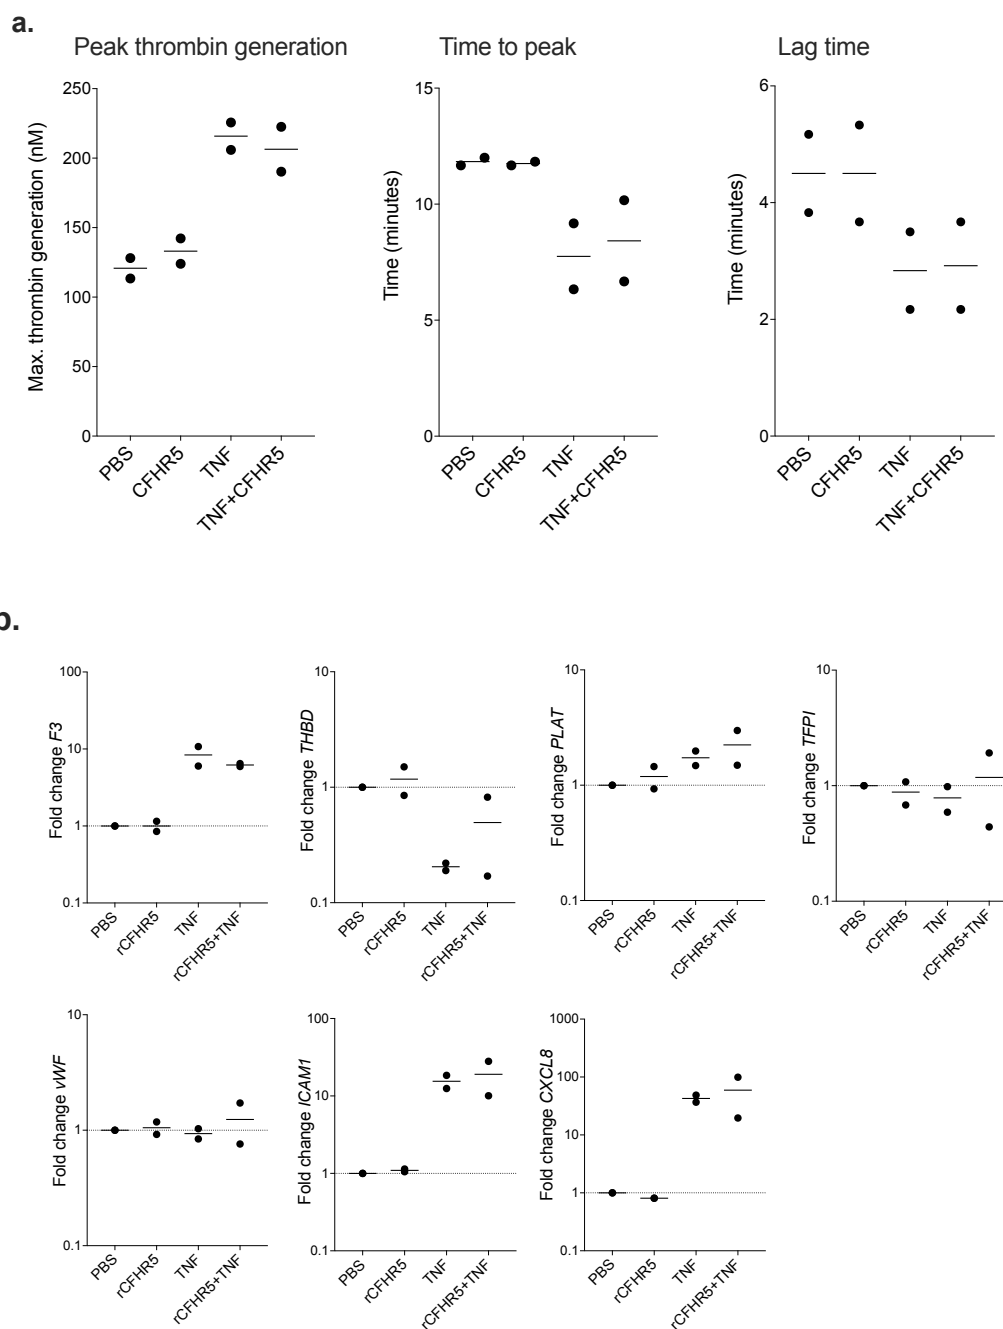 a.
Peak thrombin generation
Time to peak
Lag time
Max. thrombin generation (nM)
250
200
150
100
50
0
PBS
CFHR5
TNF
TNF+CFHR5
Time (minutes)
15
10
5
0
PBS
CFHR5
TNF
TNF+CFHR5
Time (minutes)
6
4
2
0
PBS
CFHR5
TNF
TNF+CFHR5
b.
Fold change F3
100
10
1
0.1
PBS
rCFHR5
TNF
rCFHR5+TNF
Fold change THBD
10
1
0.1
PBS
rCFHR5
TNF
rCFHR5+TNF
Fold change PLAT
10
1
0.1
PBS
rCFHR5
TNF
rCFHR5+TNF
Fold change TFPI
10
1
0.1
PBS
rCFHR5
TNF
rCFHR5+TNF
Fold change vWF
10
1
0.1
PBS
rCFHR5
TNF
rCFHR5+TNF
Fold change ICAM1
100
10
1
0.1
PBS
rCFHR5
TNF
rCFHR5+TNF
Fold change CXCL8
1000
100
10
1
0.1
PBS
rCFHR5
TNF
rCFHR5+TNF